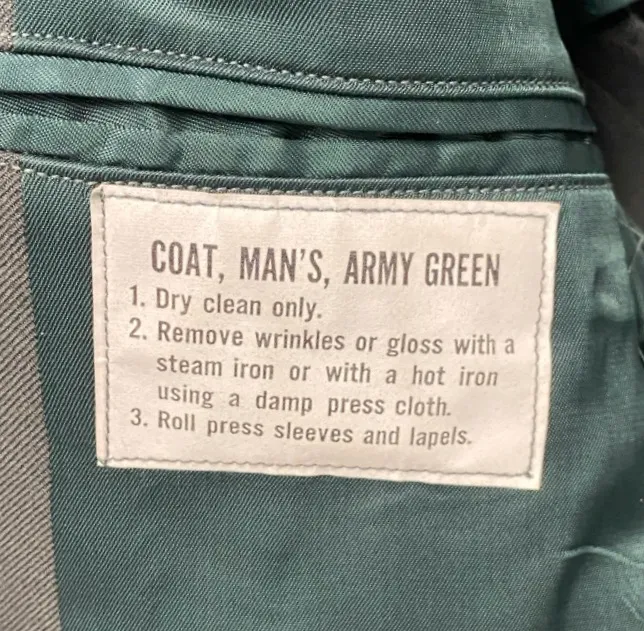 COAT, MAN'S, ARMY GREEN
1. Dry clean only.
2. Remove wrinkles or gloss with a
steam iron or with a hot iron
using a damp press cloth.
3. Roll press sleeves and lapels.